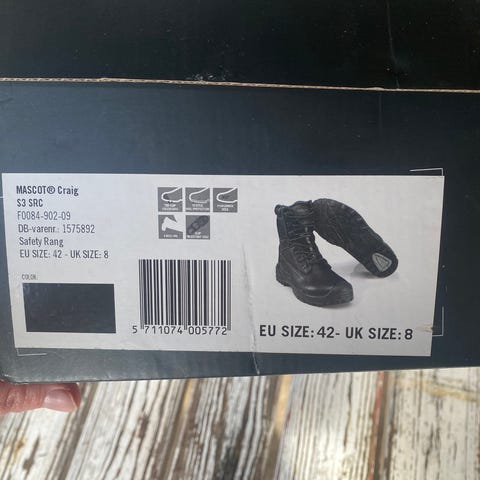 MASCOT® Craig
S3 SRC
F0084-902-09
DB-varenr.: 1575892
Safety Rang
EU SIZE: 42 - UK SIZE: 8
COLOR:
5 711074 005772
EU SIZE: 42- UK SIZE: 8